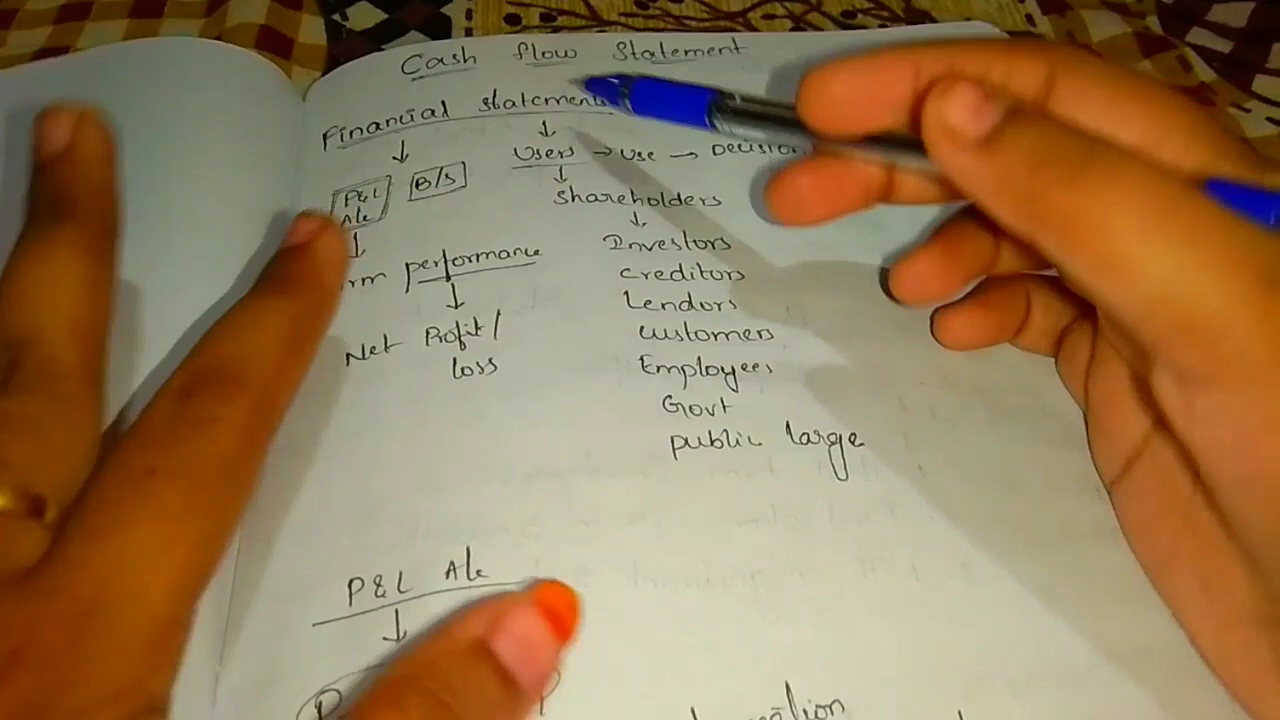 Cash flow Statement
Financial statements
↓ ↓
Users → Use → Decision
P&L A/c B/S
↓ ↓
Shareholders
↓ ↓
Investors
performance
creditors
↓
Lendors
Net Profit/
customers
loss
Employees
Govt
public large
P&L A/c
↓